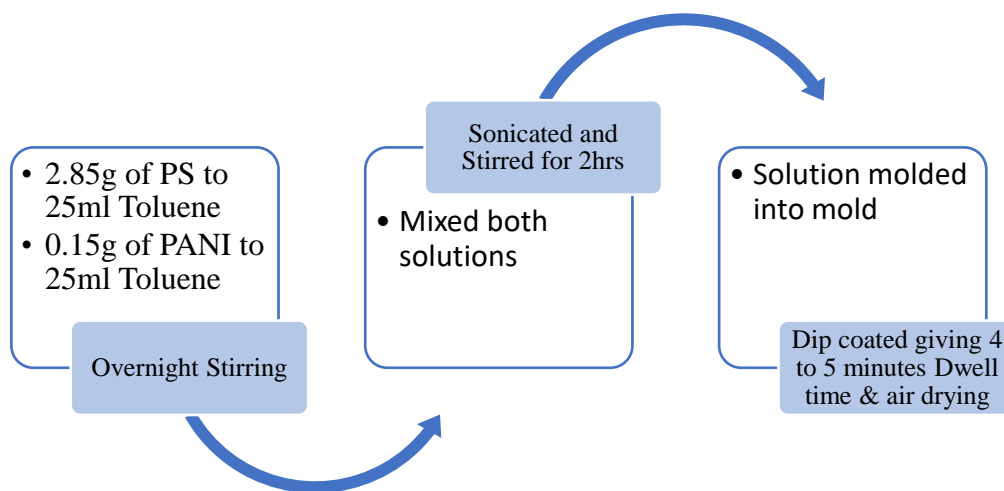 • 2.85g of PS to
25ml Toluene
• 0.15g of PANI to
25ml Toluene
Overnight Stirring
Sonicated and
Stirred for 2hrs
• Mixed both
solutions
• Solution molded
into mold
Dip coated giving 4
to 5 minutes Dwell
time & air drying